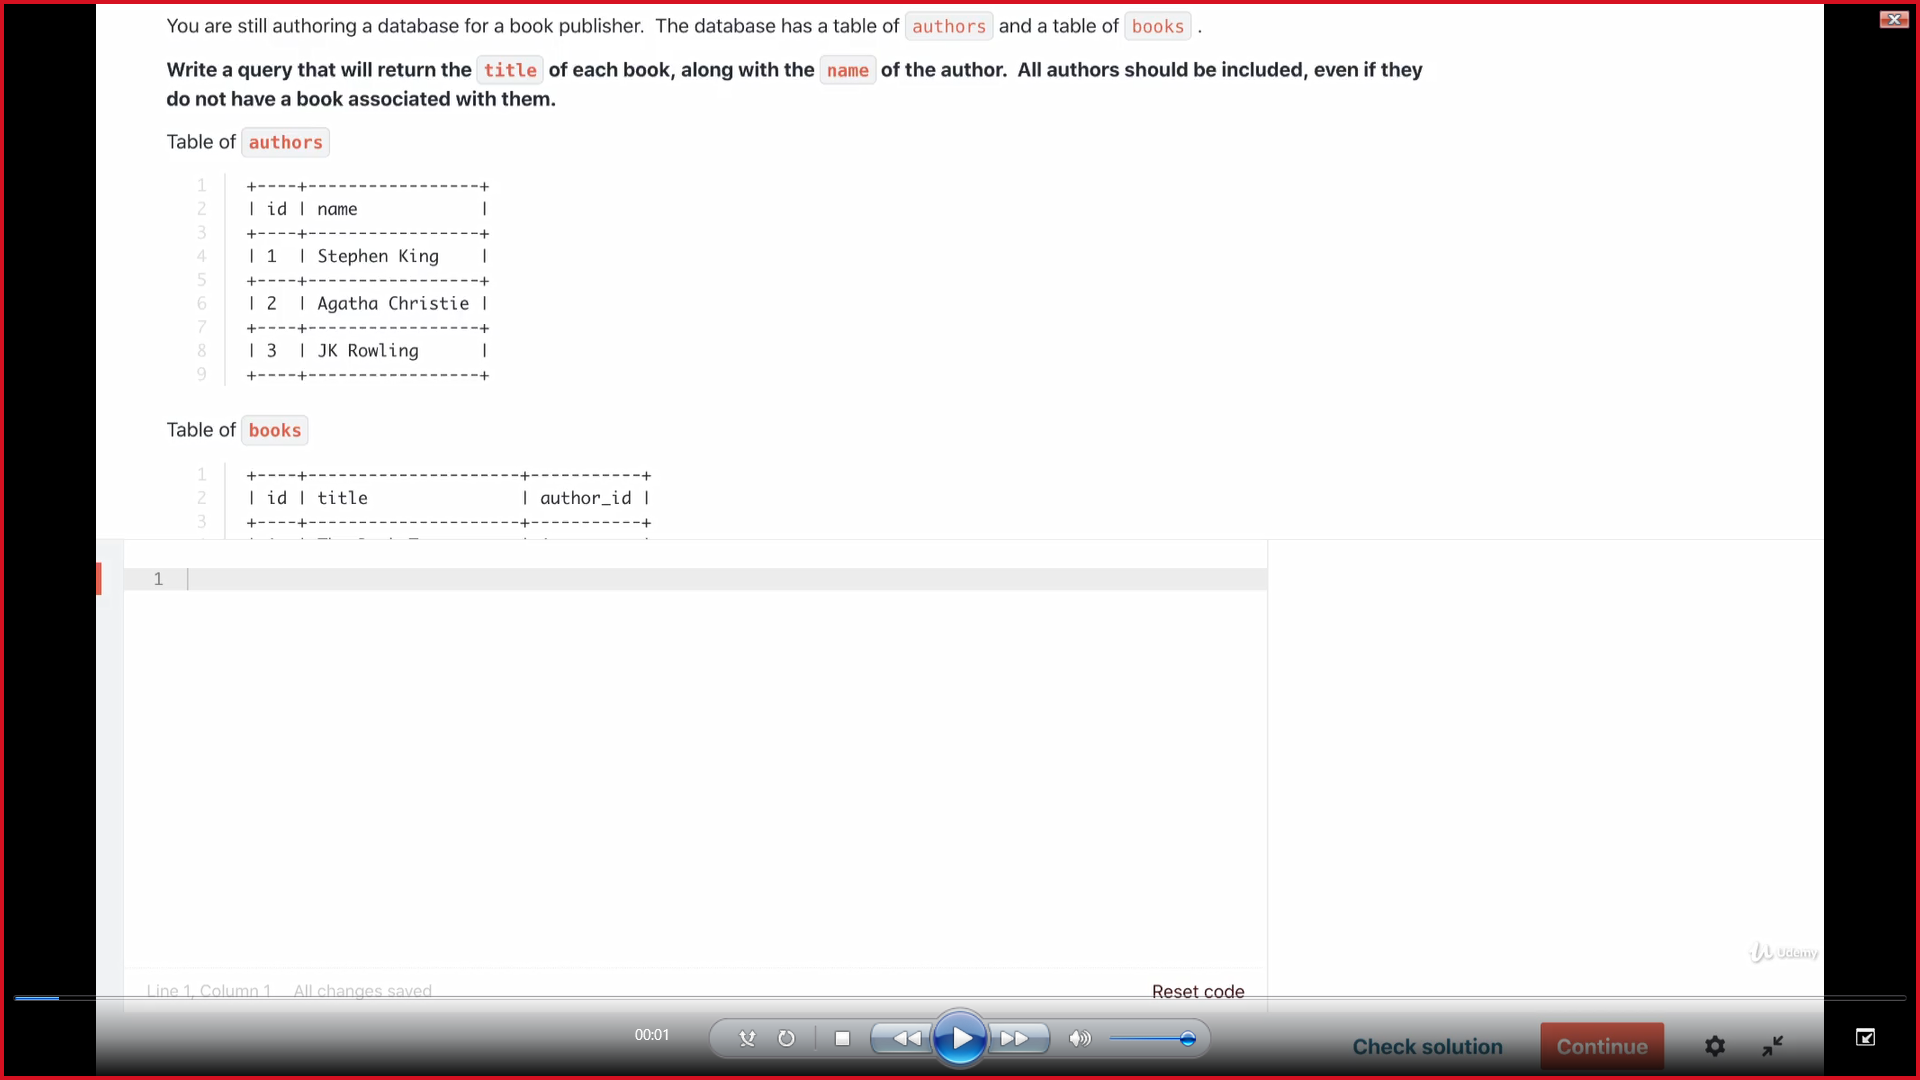 You are still authoring a database for a book publisher. The database has a table of authors and a table of books .
Write a query that will return the title of each book, along with the name of the author. All authors should be included, even if they
do not have a book associated with them.
Table of authors
1 +----+-----------------+
2 | id | name |
3 +----+-----------------+
4 | 1 | Stephen King |
5 +----+-----------------+
6 | 2 | Agatha Christie |
7 +----+-----------------+
8 | 3 | JK Rowling |
9 +----+-----------------+
Table of books
1 +----+---------------------+-----------+
2 | id | title | author_id |
3 +----+---------------------+-----------+
1
Udemy
Line 1, Column 1 All changes saved Reset code
00:01
Check solution Continue